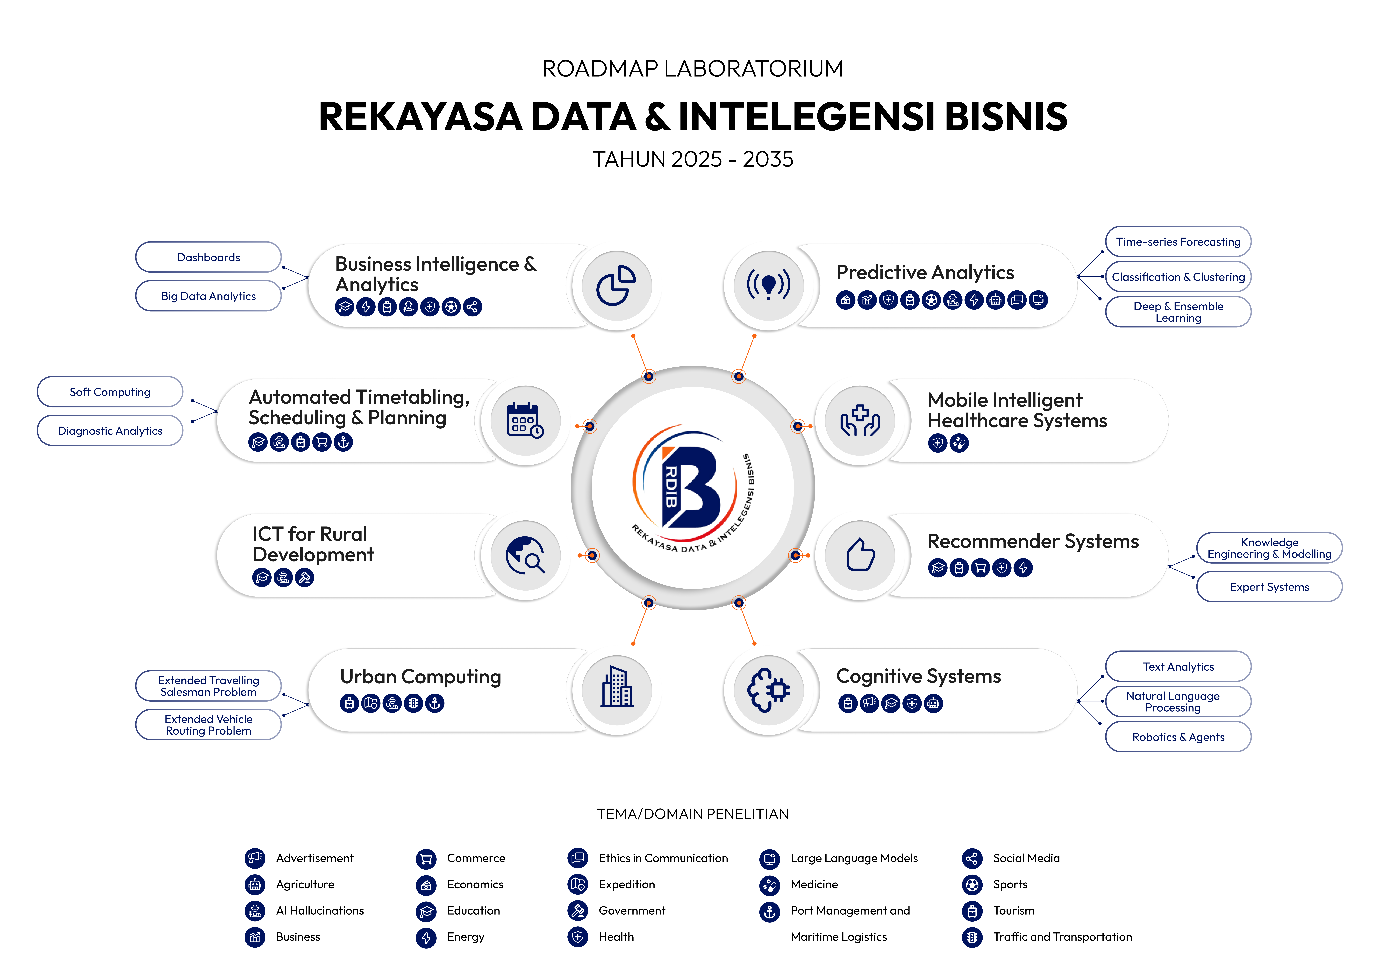 ROADMAP LABORATORIUM
REKAYASA DATA & INTELEGENSI BISNIS
TAHUN 2025 - 2035
Dashboards
Big Data Analytics
Business Intelligence &
Analytics
Predictive Analytics
Time-series Forecasting
Classification & Clustering
Deep & Ensemble
Learning
Soft Computing
Diagnostic Analytics
Automated Timetabling,
Scheduling & Planning
Mobile Intelligent
Healthcare Systems
RDIB
REKAYASA DATA & INTELEGENSI BISNIS
ICT for Rural
Development
Recommender Systems
Knowledge
Engineering & Modelling
Expert Systems
Extended Travelling
Salesman Problem
Extended Vehicle
Routing Problem
Urban Computing
Cognitive Systems
Text Analytics
Natural Language
Processing
Robotics & Agents
TEMA/DOMAIN PENELITIAN
Advertisement
Agriculture
AI Hallucinations
Business
Commerce
Economics
Education
Energy
Ethics in Communication
Expedition
Government
Health
Large Language Models
Medicine
Port Management and
Maritime Logistics
Social Media
Sports
Tourism
Traffic and Transportation